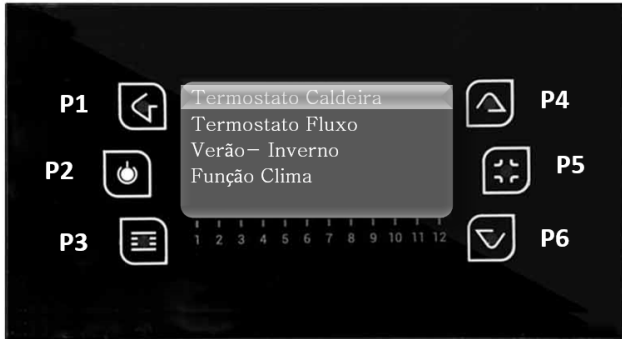 P1
P2
P3
Termostato Caldeira
Termostato Fluxo
Verão- Inverno
Função Clima
1 2 3 4 5 6 7 8 9 10 11 12
P4
P5
P6